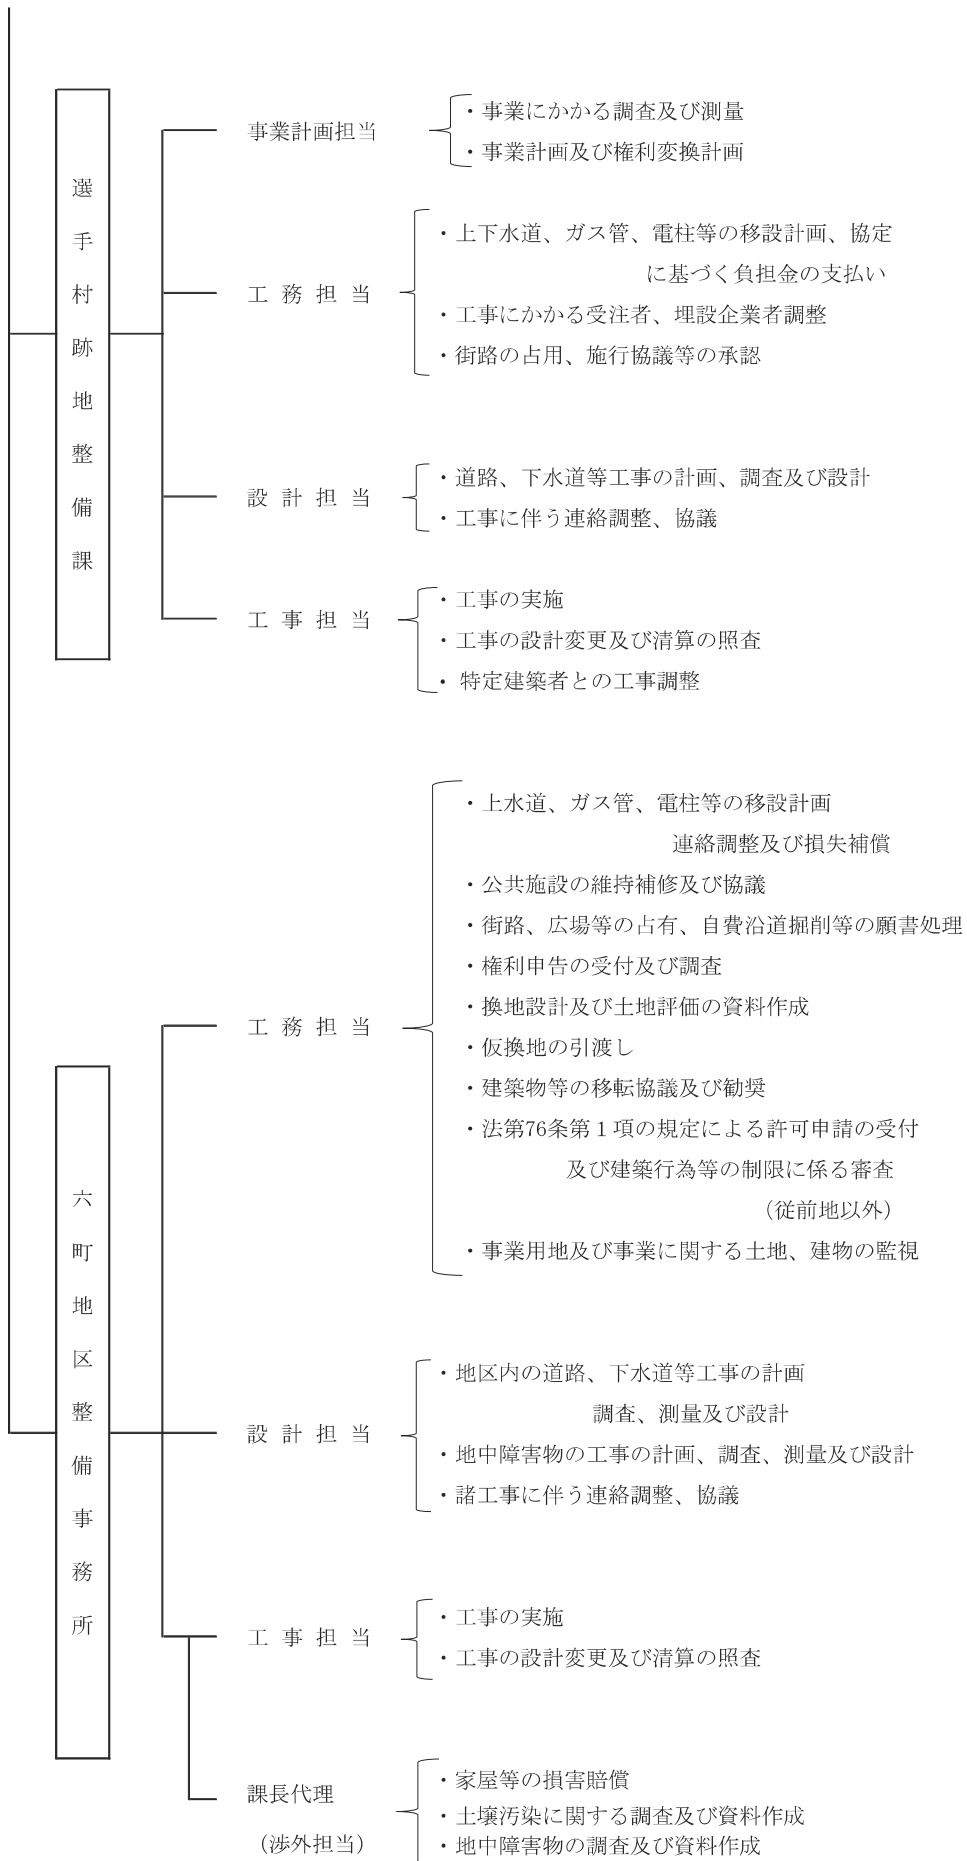 選手村跡地整備課
事業計画担当
・事業にかかる調査及び測量
・事業計画及び権利変換計画
工務担当
・上下水道、ガス管、電柱等の移設計画、協定
に基づく負担金の支払い
・工事にかかる受注者、埋設企業者調整
・街路の占用、施行協議等の承認
設計担当
・道路、下水道等工事の計画、調査及び設計
・工事に伴う連絡調整、協議
工事担当
・工事の実施
・工事の設計変更及び清算の照査
・特定建築者との工事調整
六町地区整備事務所
工務担当
・上水道、ガス管、電柱等の移設計画
連絡調整及び損失補償
・公共施設の維持補修及び協議
・街路、広場等の占有、自費沿道掘削等の願書処理
・権利申告の受付及び調査
・換地設計及び土地評価の資料作成
・仮換地の引渡し
・建築物等の移転協議及び勧奨
・法第76条第１項の規定による許可申請の受付
及び建築行為等の制限に係る審査
（従前地以外）
・事業用地及び事業に関する土地、建物の監視
設計担当
・地区内の道路、下水道等工事の計画
調査、測量及び設計
・地中障害物の工事の計画、調査、測量及び設計
・諸工事に伴う連絡調整、協議
工事担当
・工事の実施
・工事の設計変更及び清算の照査
課長代理
（渉外担当）
・家屋等の損害賠償
・土壌汚染に関する調査及び資料作成
・地中障害物の調査及び資料作成